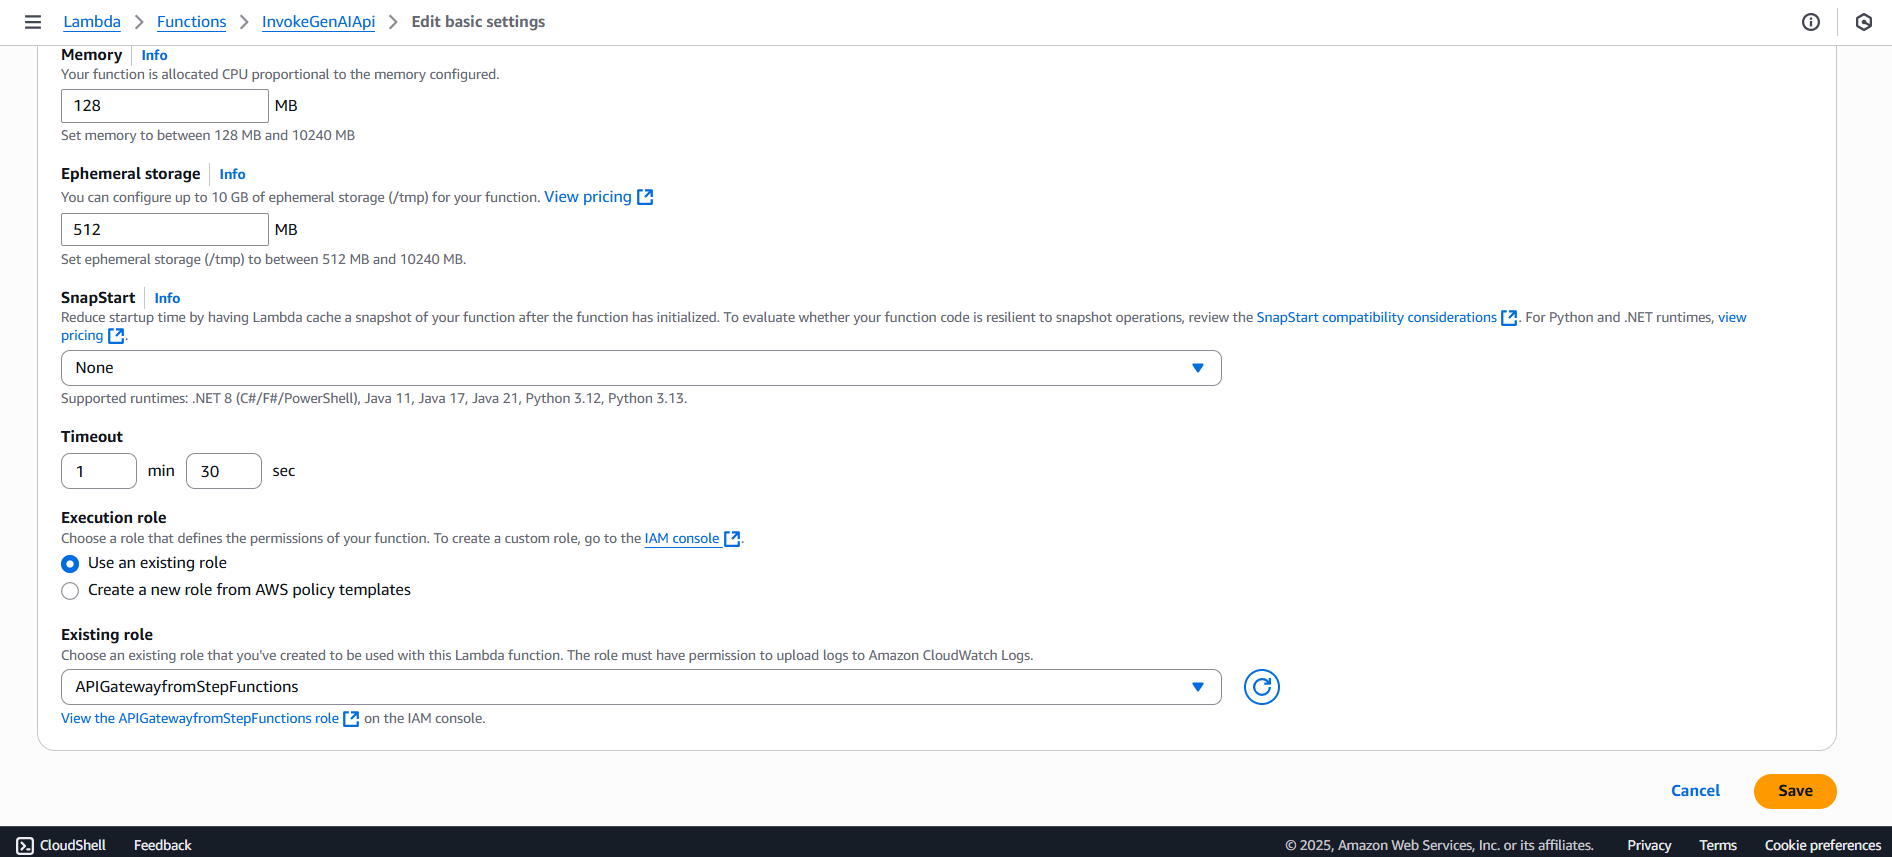 Lambda > Functions > InvokeGenAIApi > Edit basic settings
Memory | Info
Your function is allocated CPU proportional to the memory configured.
128 MB
Set memory to between 128 MB and 10240 MB
Ephemeral storage | Info
You can configure up to 10 GB of ephemeral storage (/tmp) for your function. View pricing
512 MB
Set ephemeral storage (/tmp) to between 512 MB and 10240 MB.
SnapStart | Info
Reduce startup time by having Lambda cache a snapshot of your function after the function has initialized. To evaluate whether your function code is resilient to snapshot operations, review the SnapStart compatibility considerations. For Python and .NET runtimes, view
pricing.
None
Supported runtimes: .NET 8 (C#/F#/PowerShell), Java 11, Java 17, Java 21, Python 3.12, Python 3.13.
Timeout
1 min 30 sec
Execution role
Choose a role that defines the permissions of your function. To create a custom role, go to the IAM console.
Use an existing role
Create a new role from AWS policy templates
Existing role
Choose an existing role that you've created to be used with this Lambda function. The role must have permission to upload logs to Amazon CloudWatch Logs.
APIGatewayfromStepFunctions
View the APIGatewayfromStepFunctions role on the IAM console.
Cancel Save
CloudShell Feedback © 2025, Amazon Web Services, Inc. or its affiliates. Privacy Terms Cookie preferences